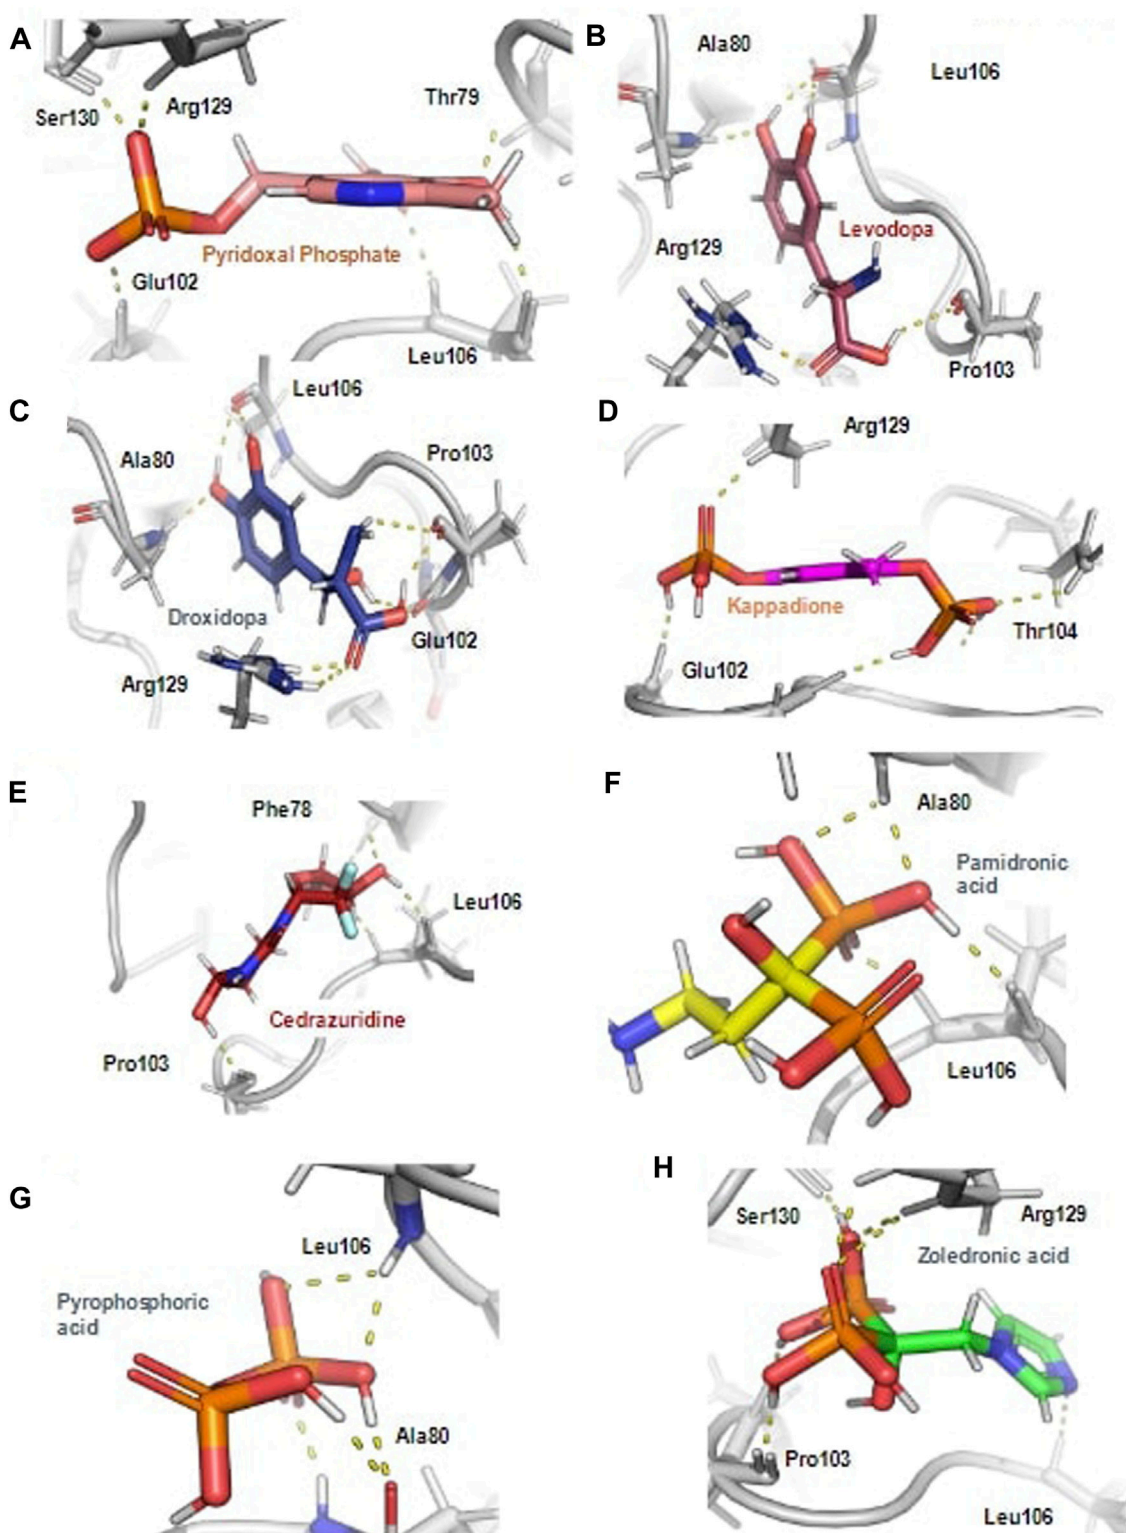 A
Ser130
Arg129
Thr79
Pyridoxal Phosphate
Glu102
Leu106
B
Ala80
Leu106
Levodopa
Arg129
Pro103
C
Leu106
Ala80
Pro103
Droxidopa
Glu102
Arg129
D
Arg129
Kappadione
Thr104
Glu102
E
Phe78
Leu106
Cedrazuridine
Pro103
F
Ala80
Pamidronic
acid
Leu106
G
Leu106
Pyrophosphoric
acid
Ala80
H
Ser130
Arg129
Zoledronic acid
Pro103
Leu106